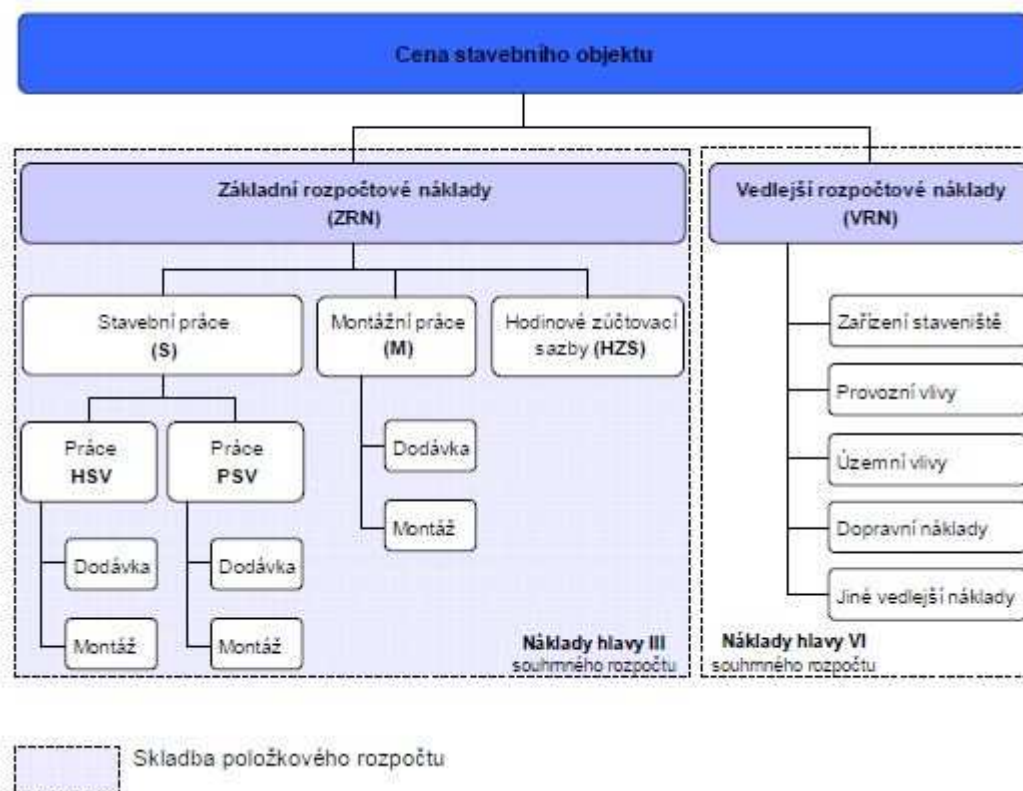 Cena stavebního objektu
Základní rozpočtové náklady
(ZRN)
Vedlejší rozpočtové náklady
(VRN)
Stavební práce
(S)
Montážní práce
(M)
Hodinové zúčtovací
sazby (HZS)
Práce
HSV
Práce
PSV
Dodávka
Montáž
Dodávka
Montáž
Dodávka
Montáž
Náklady hlavy III
souhrnného rozpočtu
Zařízení staveniště
Provozní vlivy
Územní vlivy
Dopravní náklady
Jiné vedlejší náklady
Náklady hlavy VI
souhrnného rozpočtu
Skladba položkového rozpočtu